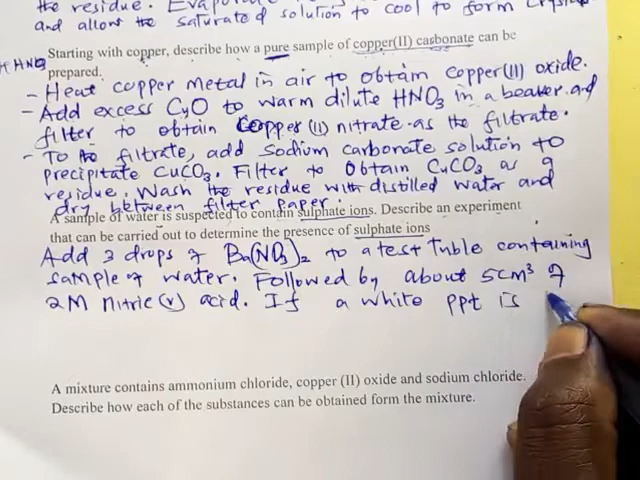 the residue. Evapora
and allow the saturated solution to cool to form Crystal
Starting with copper, describe how a pure sample of copper(II) carbonate can be
HNO3
prepared.
- Heat copper metal in air to obtain Copper(II) oxide.
- Add excess CuO to warm dilute HNO3 in a beaker and
filter to obtain Copper (II) nitrate as the filtrate.
- To the filtrate, add Sodium carbonate solution to
precipitate CuCO3. Filter to Obtain CuCO3 as a
residue. Wash the residue with distilled water and
dry between filter paper.
A sample of water is suspected to contain sulphate ions. Describe an experiment
that can be carried out to determine the presence of sulphate ions
Add 3 drops of Ba(NO3)2 to a test tuble containing
sample of water. Followed by about 5cm³ of
2M nitric(v) acid. If a white ppt is
A mixture contains ammonium chloride, copper (II) oxide and sodium chloride.
Describe how each of the substances can be obtained form the mixture.